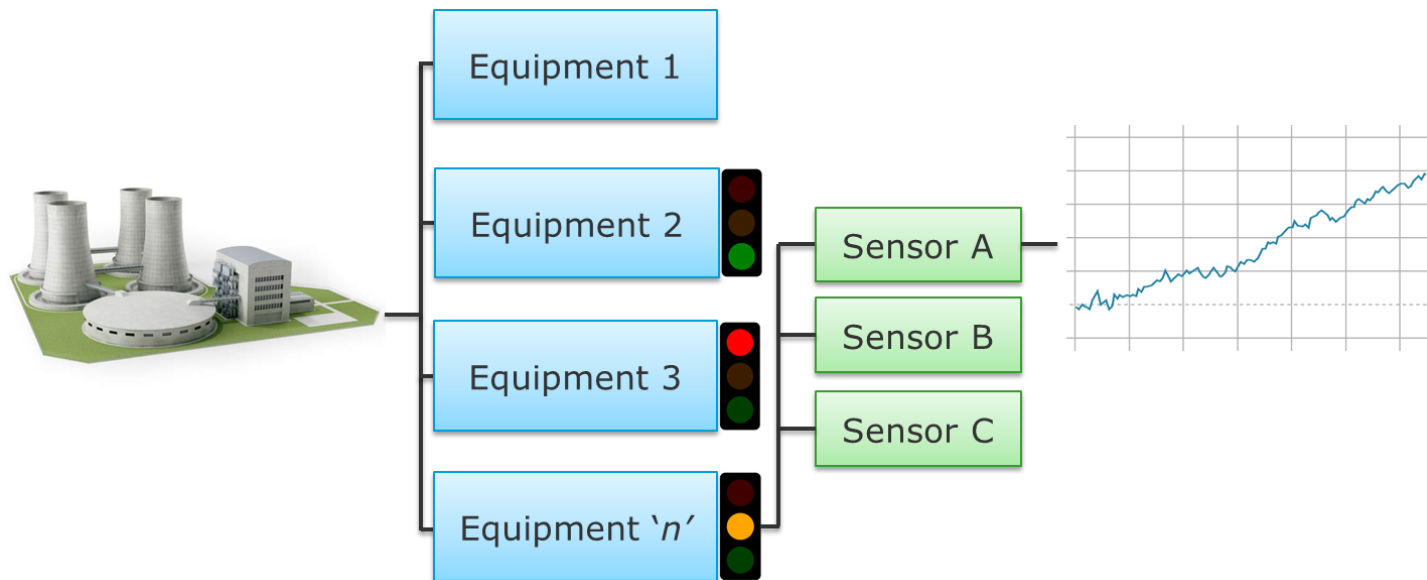 Equipment 1
Equipment 2
Equipment 3
Equipment ‘n’
Sensor A
Sensor B
Sensor C